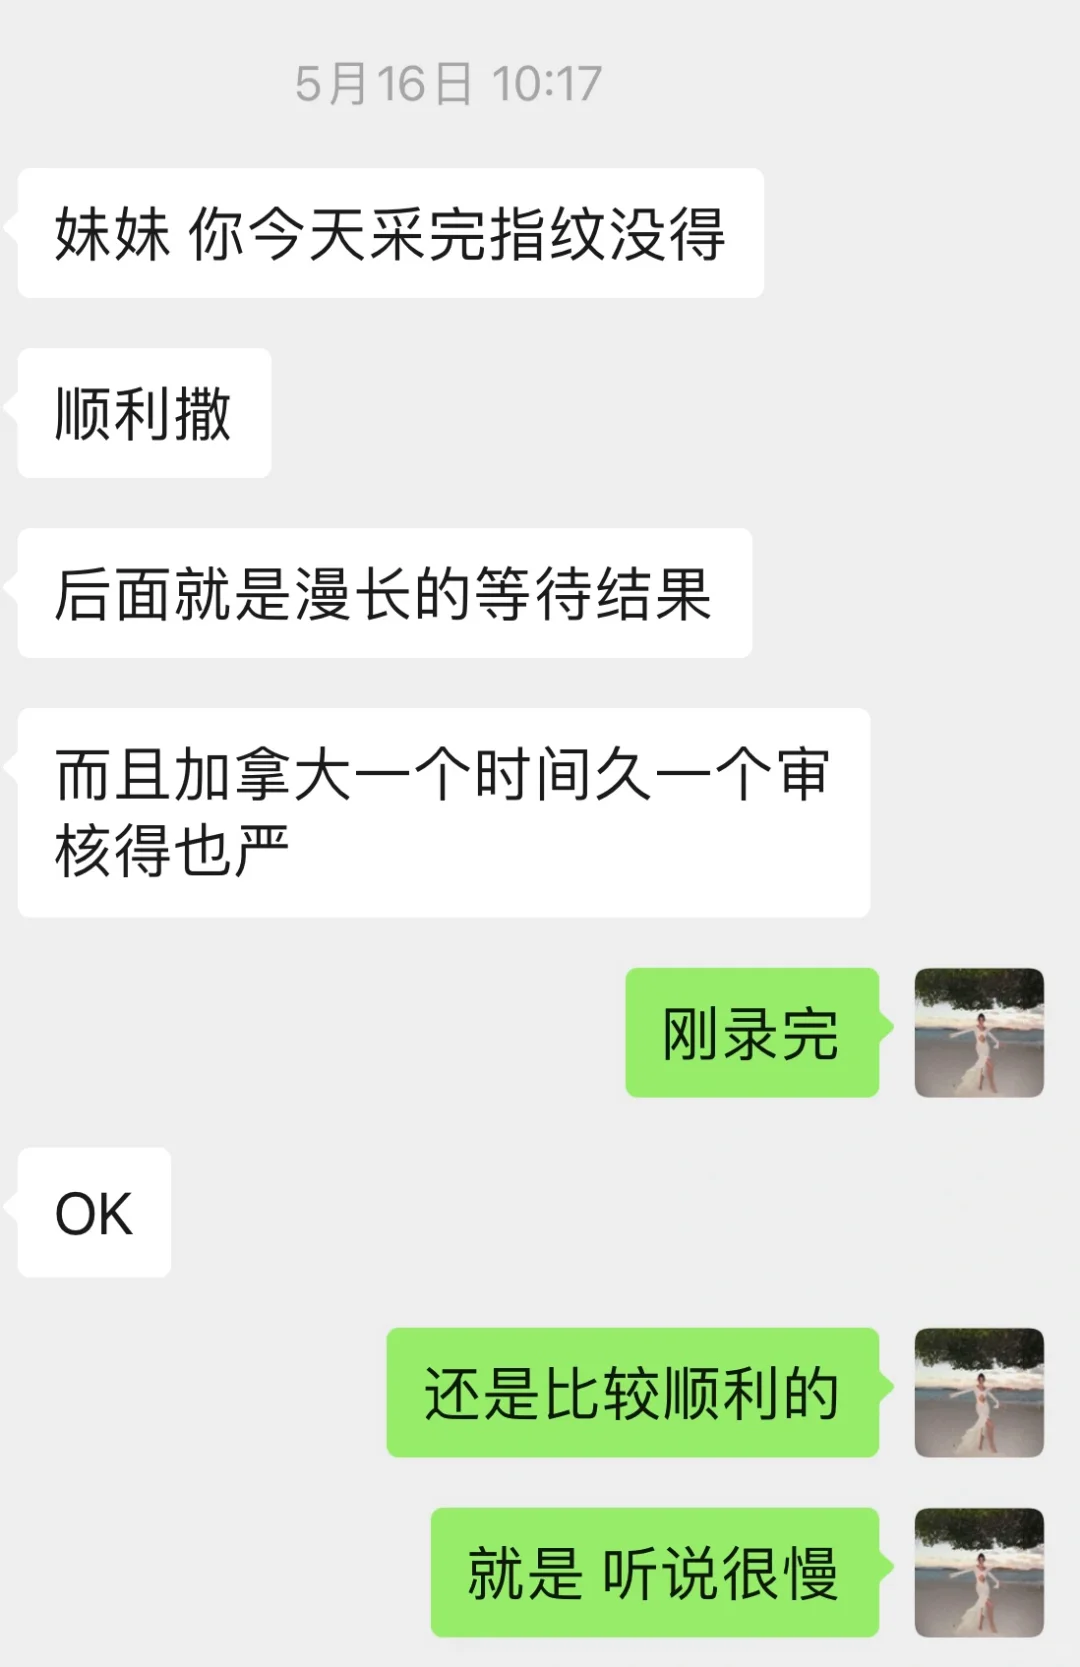 5月16日 10:17
妹妹 你今天采完指纹没得
顺利撒
后面就是漫长的等待结果
而且加拿大一个时间久一个审
核得也严
刚录完
OK
还是比较顺利的
就是 听说很慢